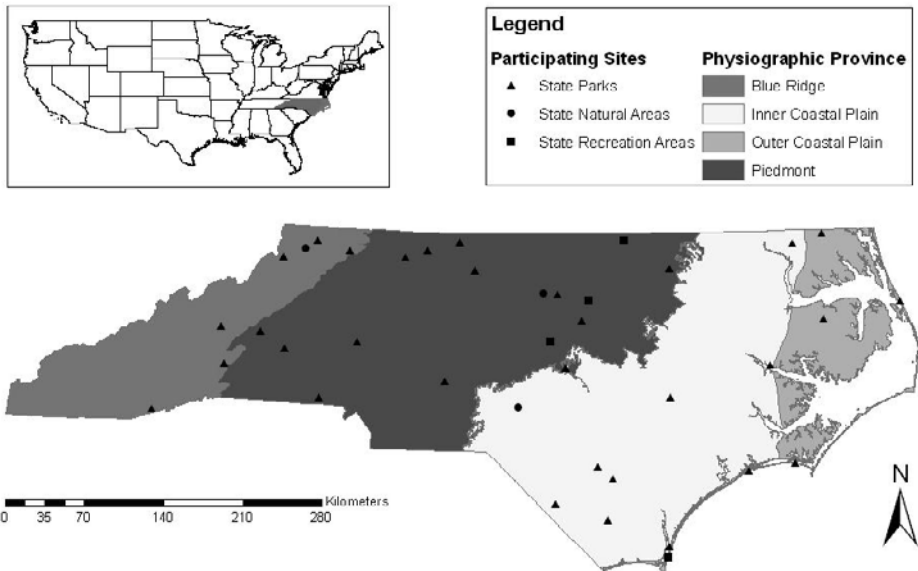 Legend
Participating Sites
State Parks
State Natural Areas
State Recreation Areas
Physiographic Province
Blue Ridge
Inner Coastal Plain
Outer Coastal Plain
Piedmont
Kilometers
0 35 70 140 210 280
N